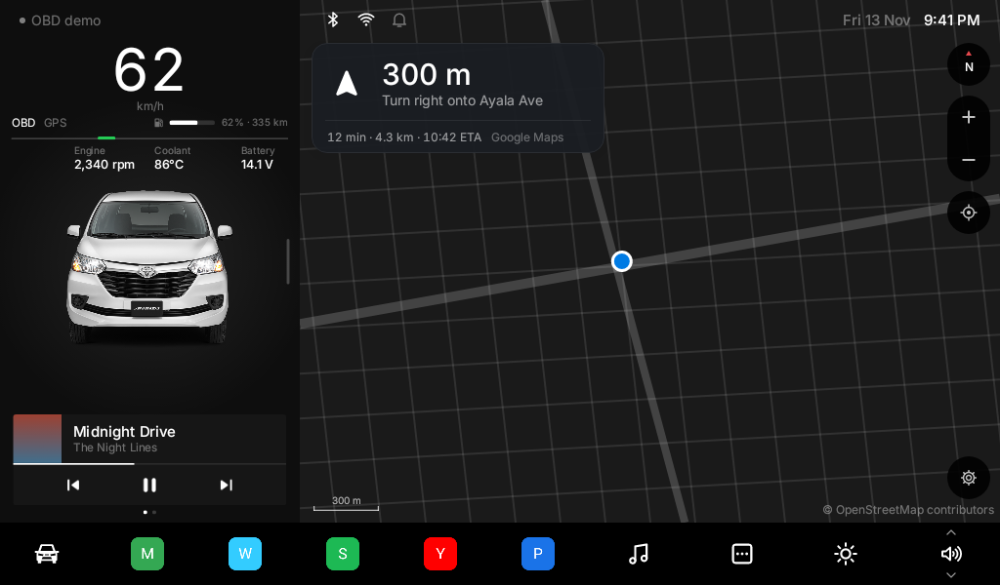 OBD demo
62
km/h
OBD GPS
62% · 335 km
Engine
2,340 rpm
Coolant
86°C
Battery
14.1 V
Midnight Drive
The Night Lines
Fri 13 Nov 9:41 PM
300 m
Turn right onto Ayala Ave
12 min · 4.3 km · 10:42 ETA Google Maps
N
300 m
© OpenStreetMap contributors
M
W
S
Y
P